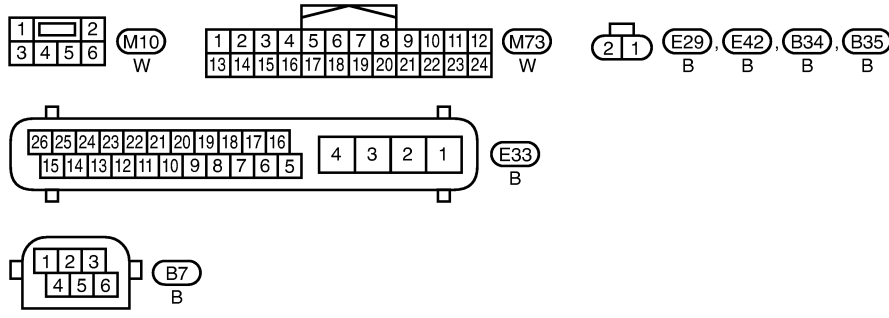 1 2
3 4 5 6
M10
W
1 2 3 4 5 6 7 8 9 10 11 12
13 14 15 16 17 18 19 20 21 22 23 24
M73
W
2 1
E29 , E42 , B34 , B35
B B B B
26 25 24 23 22 21 20 19 18 17 16
15 14 13 12 11 10 9 8 7 6 5
4 3 2 1
E33
B
1 2 3
4 5 6
B7
B